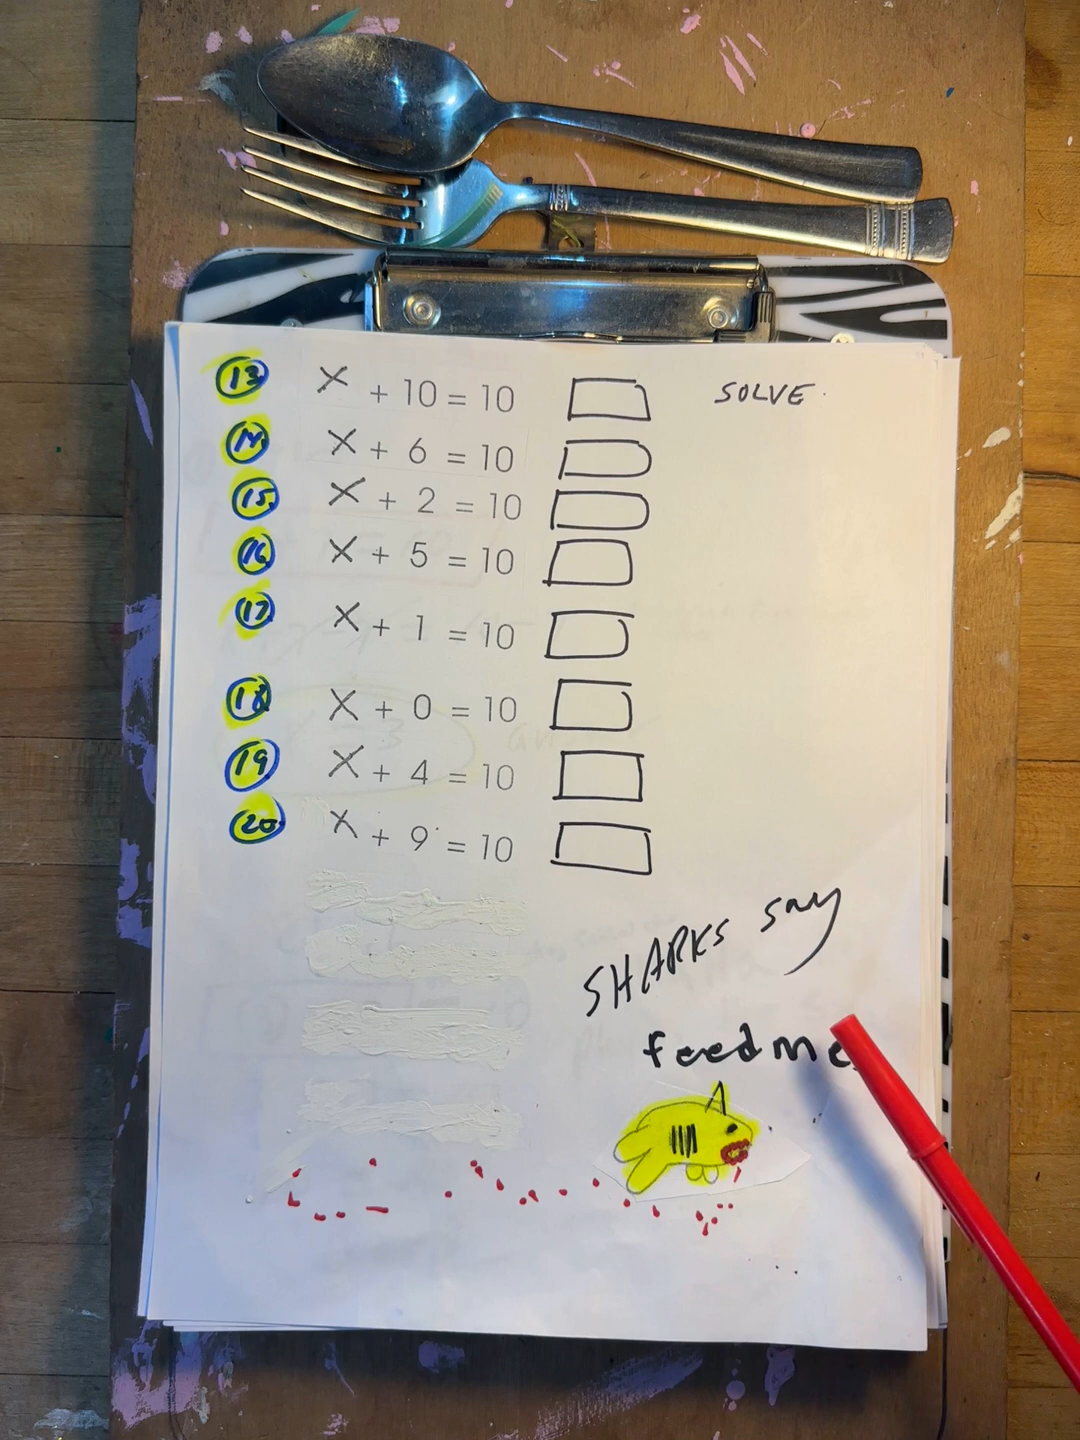 13 X + 10 = 10 SOLVE.
14 X + 6 = 10
15 X + 2 = 10
16 X + 5 = 10
17 X + 1 = 10
18 X + 0 = 10
19 X + 4 = 10
20 X + 9 = 10
SHARKS say
feed me